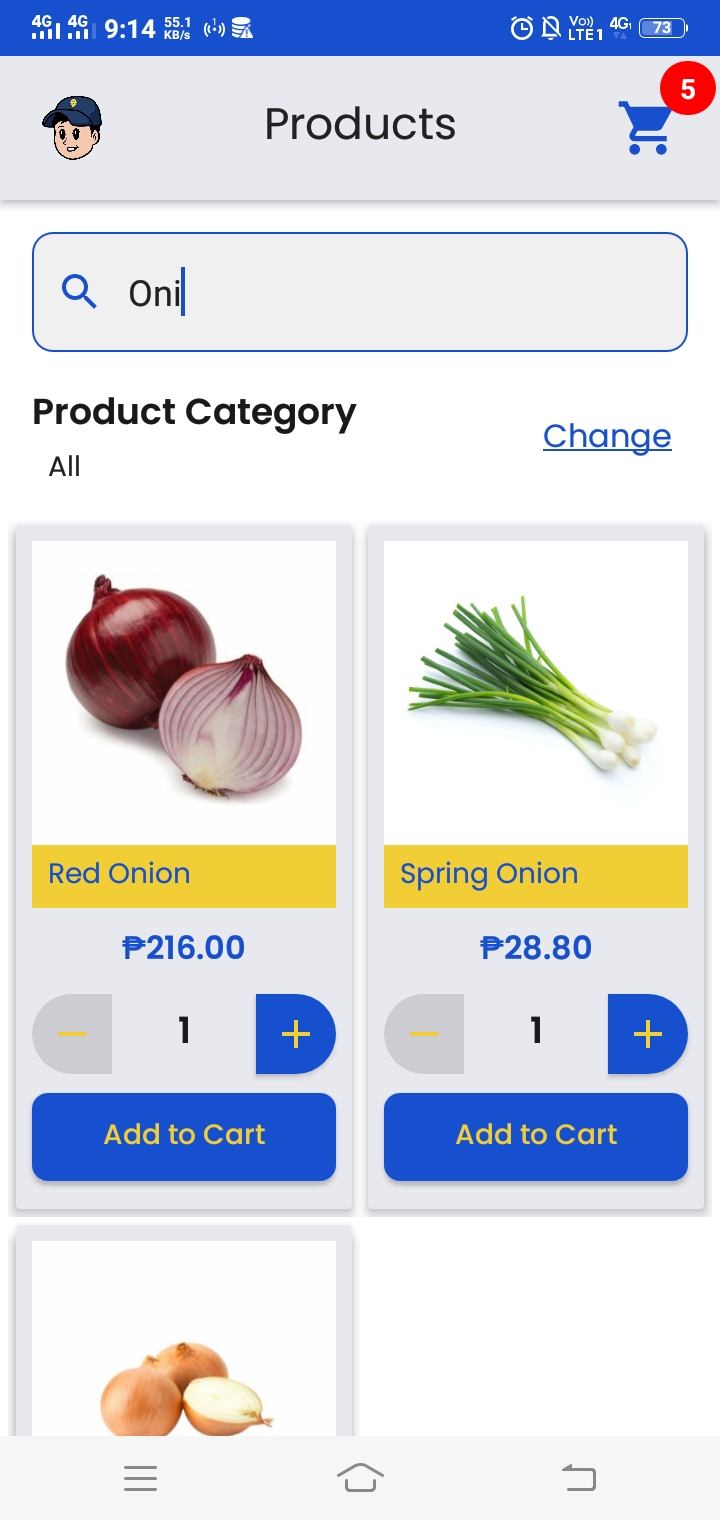 4G 4G 9:14 55.1 KB/s Vo)) LTE1 4G 73
5
Products
Oni
Product Category
All
Change
Red Onion
Spring Onion
₱216.00
₱28.80
1
1
Add to Cart
Add to Cart